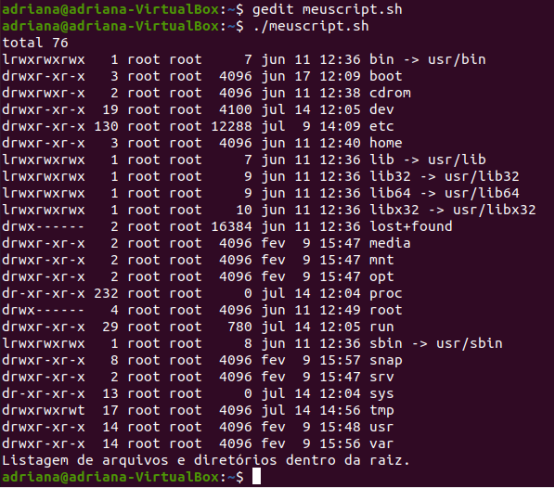 adriana@adriana-VirtualBox:~$ gedit meuscript.sh
adriana@adriana-VirtualBox:~$ ./meuscript.sh
total 76
lrwxrwxrwx   1 root root     7 jun 11 12:36 bin -> usr/bin
drwxr-xr-x   3 root root  4096 jun 17 12:09 boot
drwxrwxr-x   2 root root  4096 jun 11 12:38 cdrom
drwxr-xr-x  19 root root  4100 jul 14 12:05 dev
drwxr-xr-x 130 root root 12288 jul  9 14:09 etc
drwxr-xr-x   3 root root  4096 jun 11 12:40 home
lrwxrwxrwx   1 root root     7 jun 11 12:36 lib -> usr/lib
lrwxrwxrwx   1 root root     9 jun 11 12:36 lib32 -> usr/lib32
lrwxrwxrwx   1 root root     9 jun 11 12:36 lib64 -> usr/lib64
lrwxrwxrwx   1 root root    10 jun 11 12:36 libx32 -> usr/libx32
drwx------   2 root root 16384 jun 11 12:36 lost+found
drwxr-xr-x   2 root root  4096 fev  9 15:47 media
drwxr-xr-x   2 root root  4096 fev  9 15:47 mnt
drwxr-xr-x   2 root root  4096 fev  9 15:47 opt
dr-xr-xr-x 232 root root     0 jul 14 12:04 proc
drwx------   4 root root  4096 jun 11 12:49 root
drwxr-xr-x  29 root root   780 jul 14 12:05 run
lrwxrwxrwx   1 root root     8 jun 11 12:36 sbin -> usr/sbin
drwxr-xr-x   8 root root  4096 fev  9 15:57 snap
drwxr-xr-x   2 root root  4096 fev  9 15:47 srv
dr-xr-xr-x  13 root root     0 jul 14 12:04 sys
drwxrwxrwt  17 root root  4096 jul 14 14:56 tmp
drwxr-xr-x  14 root root  4096 fev  9 15:48 usr
drwxr-xr-x  14 root root  4096 fev  9 15:56 var
Listagem de arquivos e diretórios dentro da raiz.
adriana@adriana-VirtualBox:~$